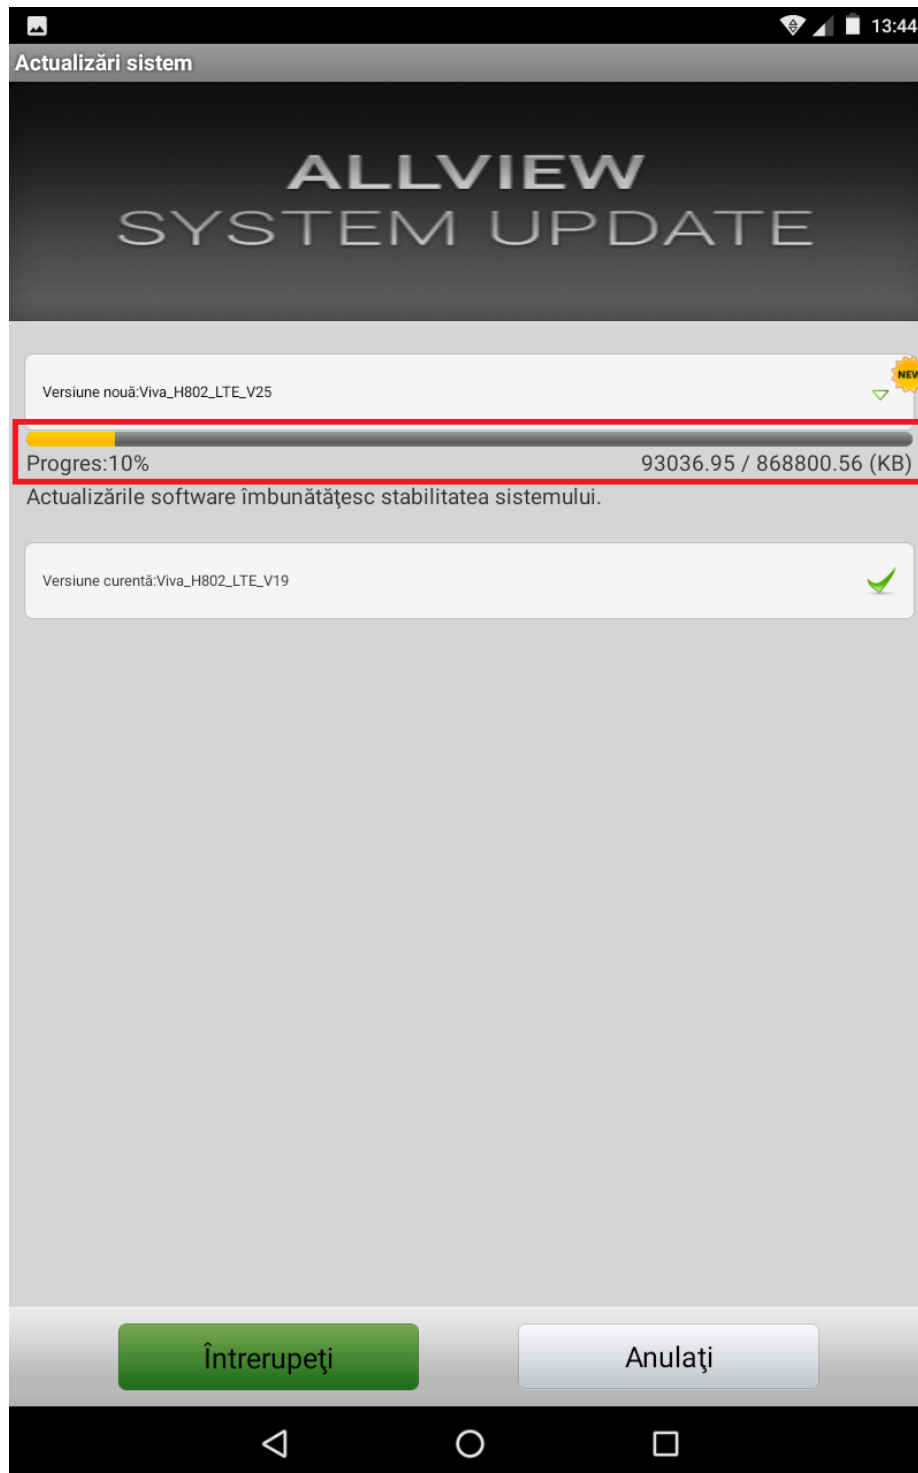 13:44
Actualizări sistem
ALLVIEW
SYSTEM UPDATE
NEW
Versiune nouă:Viva_H802_LTE_V25
Progres:10% 93036.95 / 868800.56 (KB)
Actualizările software îmbunătăţesc stabilitatea sistemului.
Versiune curentă:Viva_H802_LTE_V19
Întrerupeţi Anulaţi